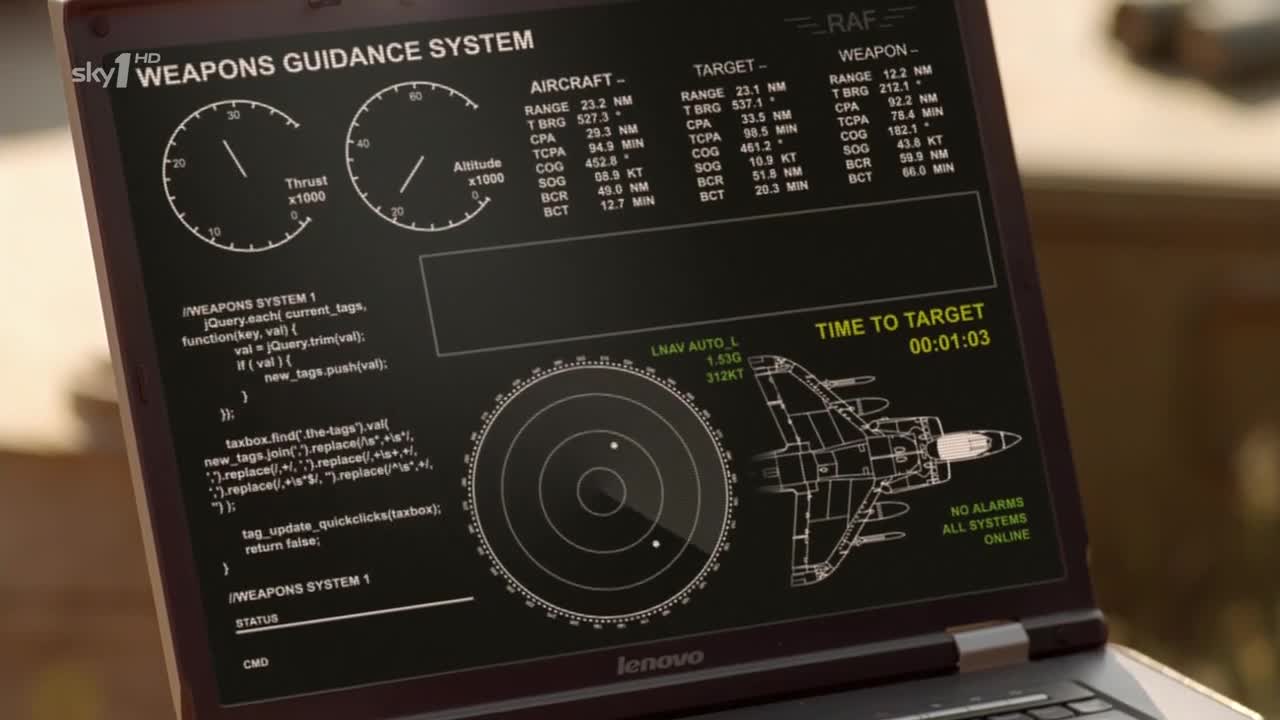 sky1 HD
WEAPONS GUIDANCE SYSTEM
RAF
30
20
10
0
Thrust
x1000
60
40
20
0
Altitude
x1000
AIRCRAFT –
RANGE 23.2 NM
T BRG 527.3 °
CPA 29.3 NM
TCPA 94.9 MIN
COG 452.8 °
SOG 08.9 KT
BCR 49.0 NM
BCT 12.7 MIN
TARGET –
RANGE 23.1 NM
T BRG 537.1 °
CPA 33.5 NM
TCPA 98.5 MIN
COG 461.2 °
SOG 10.9 KT
BCR 51.8 NM
BCT 20.3 MIN
WEAPON –
RANGE 12.2 NM
T BRG 212.1 °
CPA 92.2 NM
TCPA 78.4 MIN
COG 182.1 °
SOG 43.8 KT
BCR 59.9 NM
BCT 66.0 MIN
//WEAPONS SYSTEM 1
jQuery.each( current_tags,
function(key, val) {
val = jQuery.trim(val);
if ( val ) {
new_tags.push(val);
}
});
taxbox.find('.the-tags').val(
new_tags.join(',').replace(/\s*,+\s*/,
',').replace(/,+/, ',').replace(/,+\s+,+/,
',').replace(/,+\s*$/, '').replace(/^\s*,+/,
'') );
tag_update_quickclicks(taxbox);
return false;
}
//WEAPONS SYSTEM 1
STATUS
CMD
LNAV AUTO_L
1.53G
312KT
TIME TO TARGET
00:01:03
NO ALARMS
ALL SYSTEMS
ONLINE
lenovo